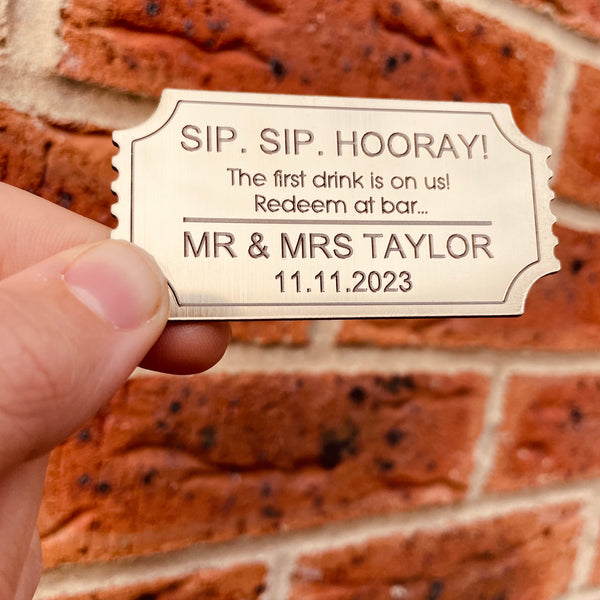 SIP. SIP. HOORAY!
The first drink is on us!
Redeem at bar...
MR & MRS TAYLOR
11.11.2023